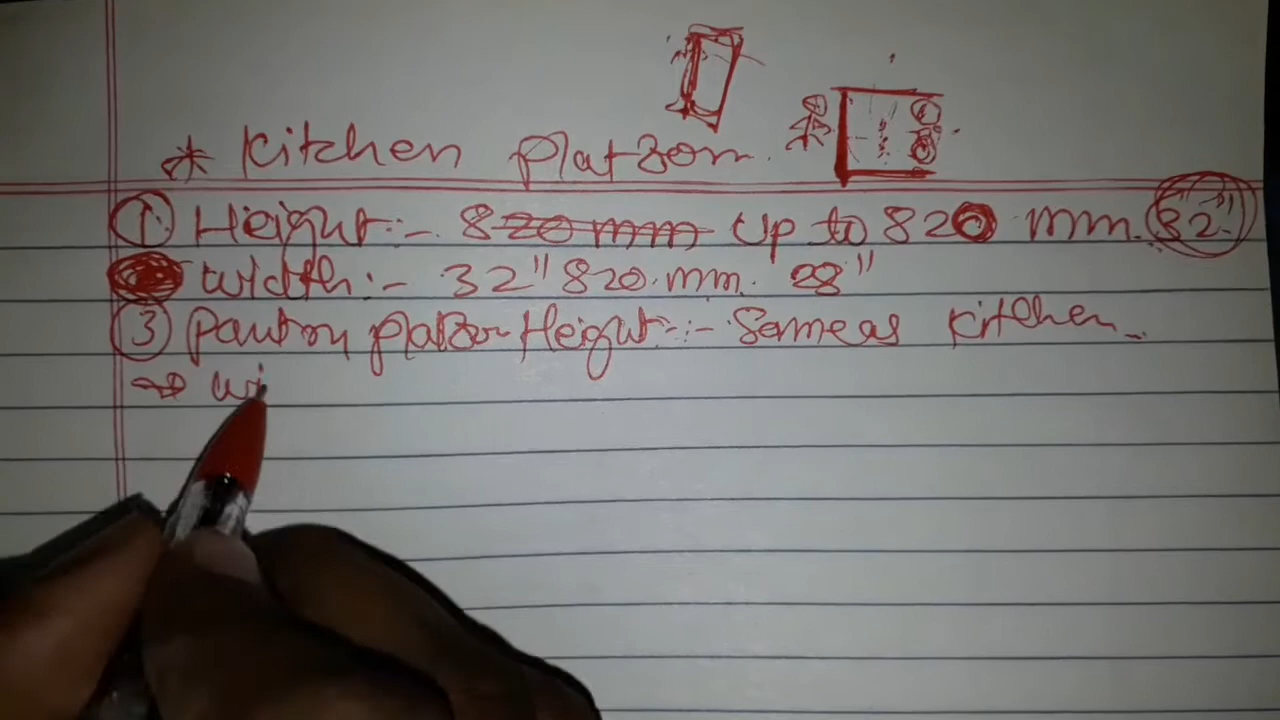 * Kitchen Platform
① Height:- 820 mm Up to 820 mm. 32"
width:- 32" 820.mm. 28"
③ Pantry platform Height:- Same as Kitchen
→ wi